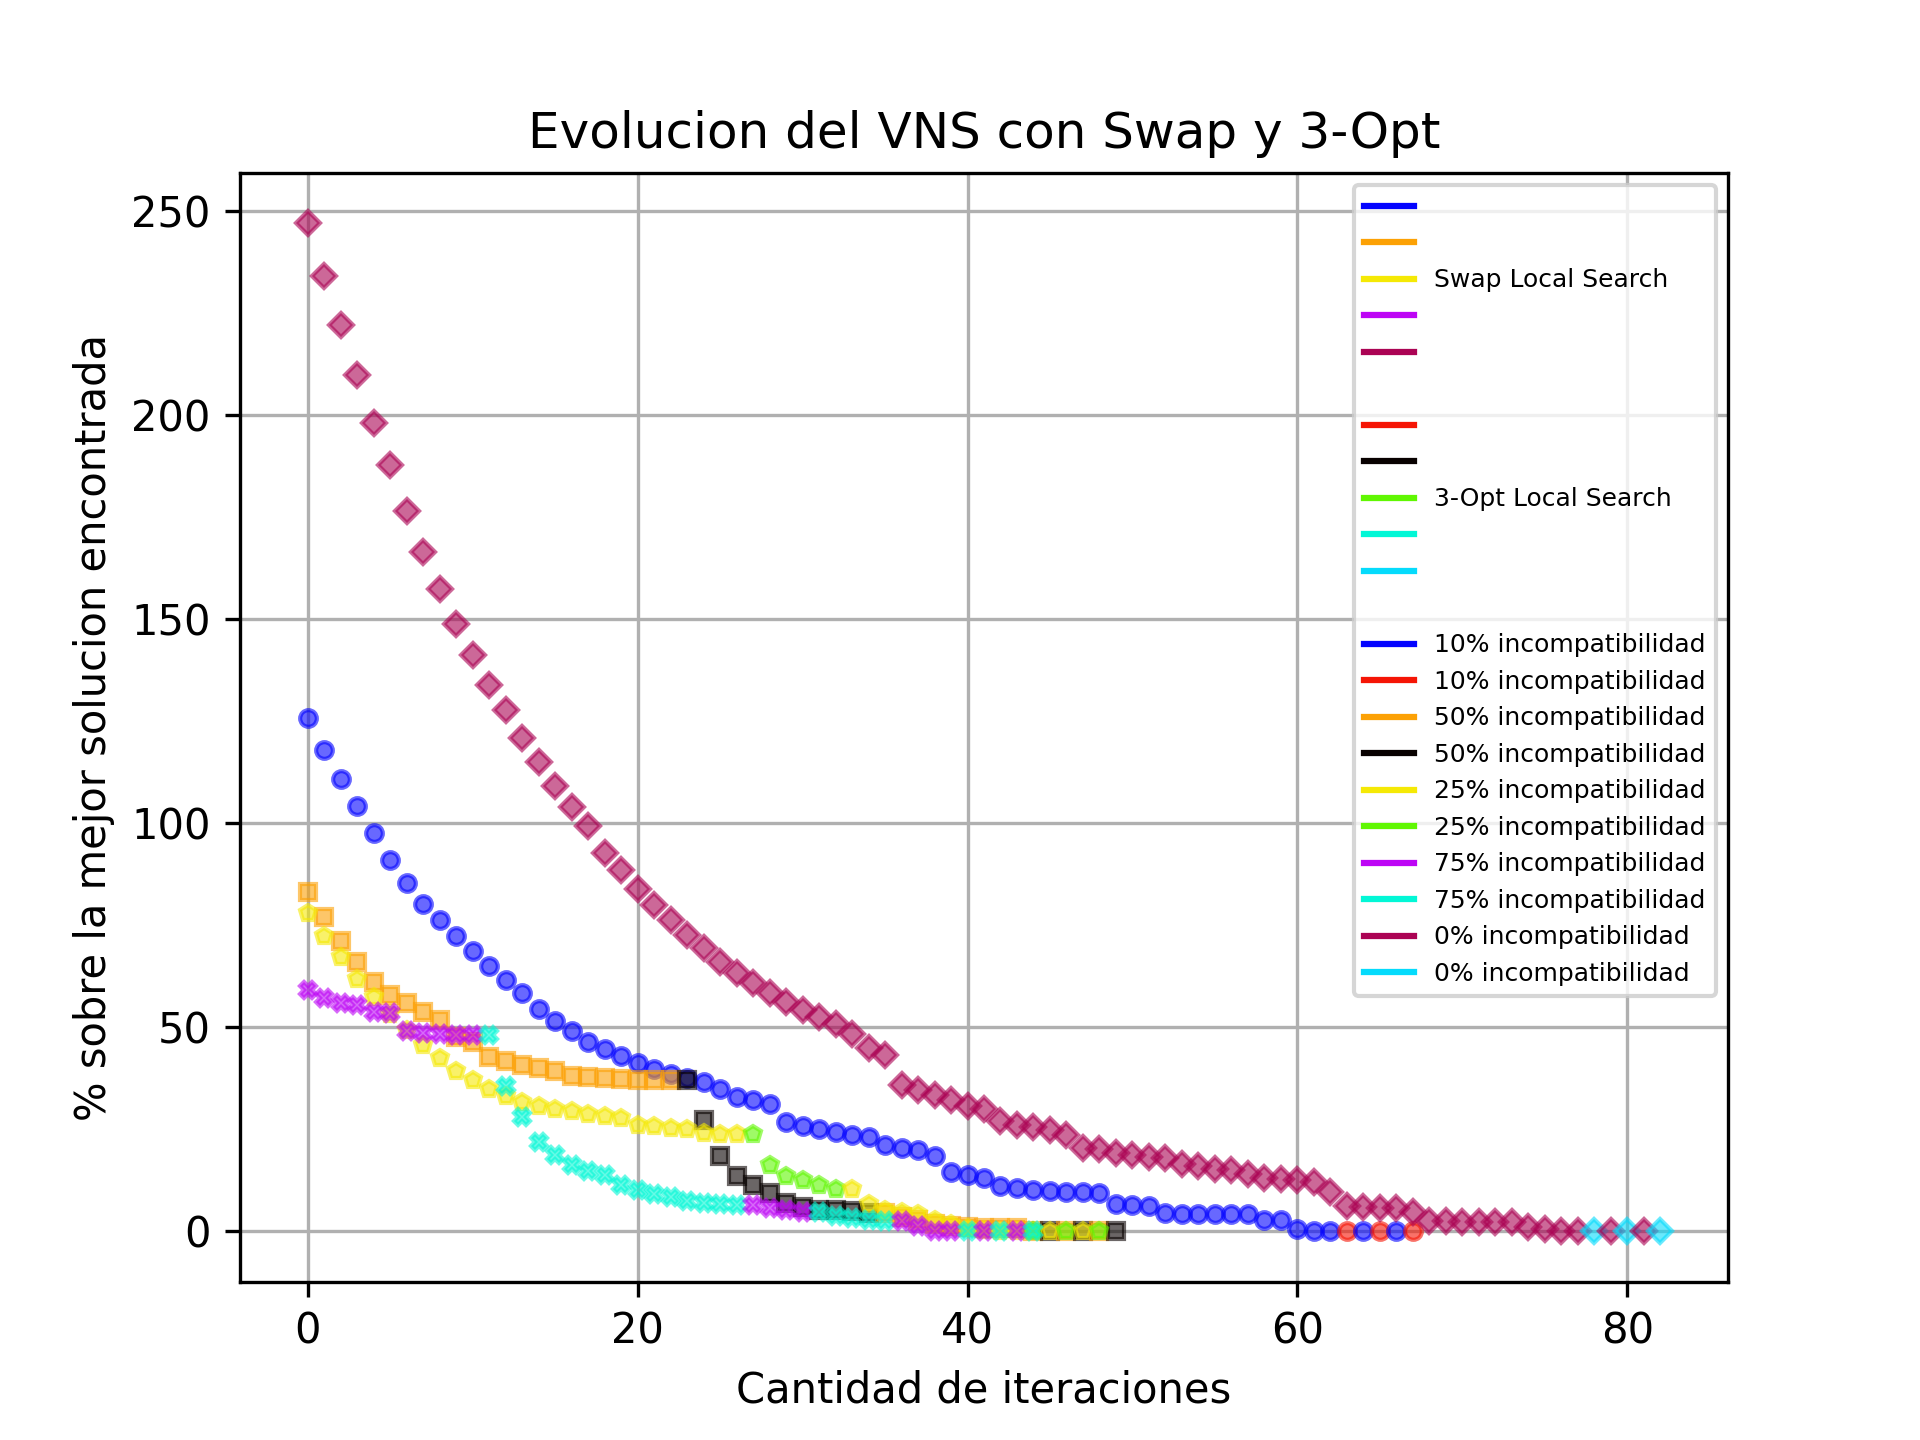 Evolucion del VNS con Swap y 3-Opt
% sobre la mejor solucion encontrada
250
200
150
100
50
0
0 20 40 60 80
Cantidad de iteraciones
Swap Local Search
3-Opt Local Search
10% incompatibilidad
10% incompatibilidad
50% incompatibilidad
50% incompatibilidad
25% incompatibilidad
25% incompatibilidad
75% incompatibilidad
75% incompatibilidad
0% incompatibilidad
0% incompatibilidad